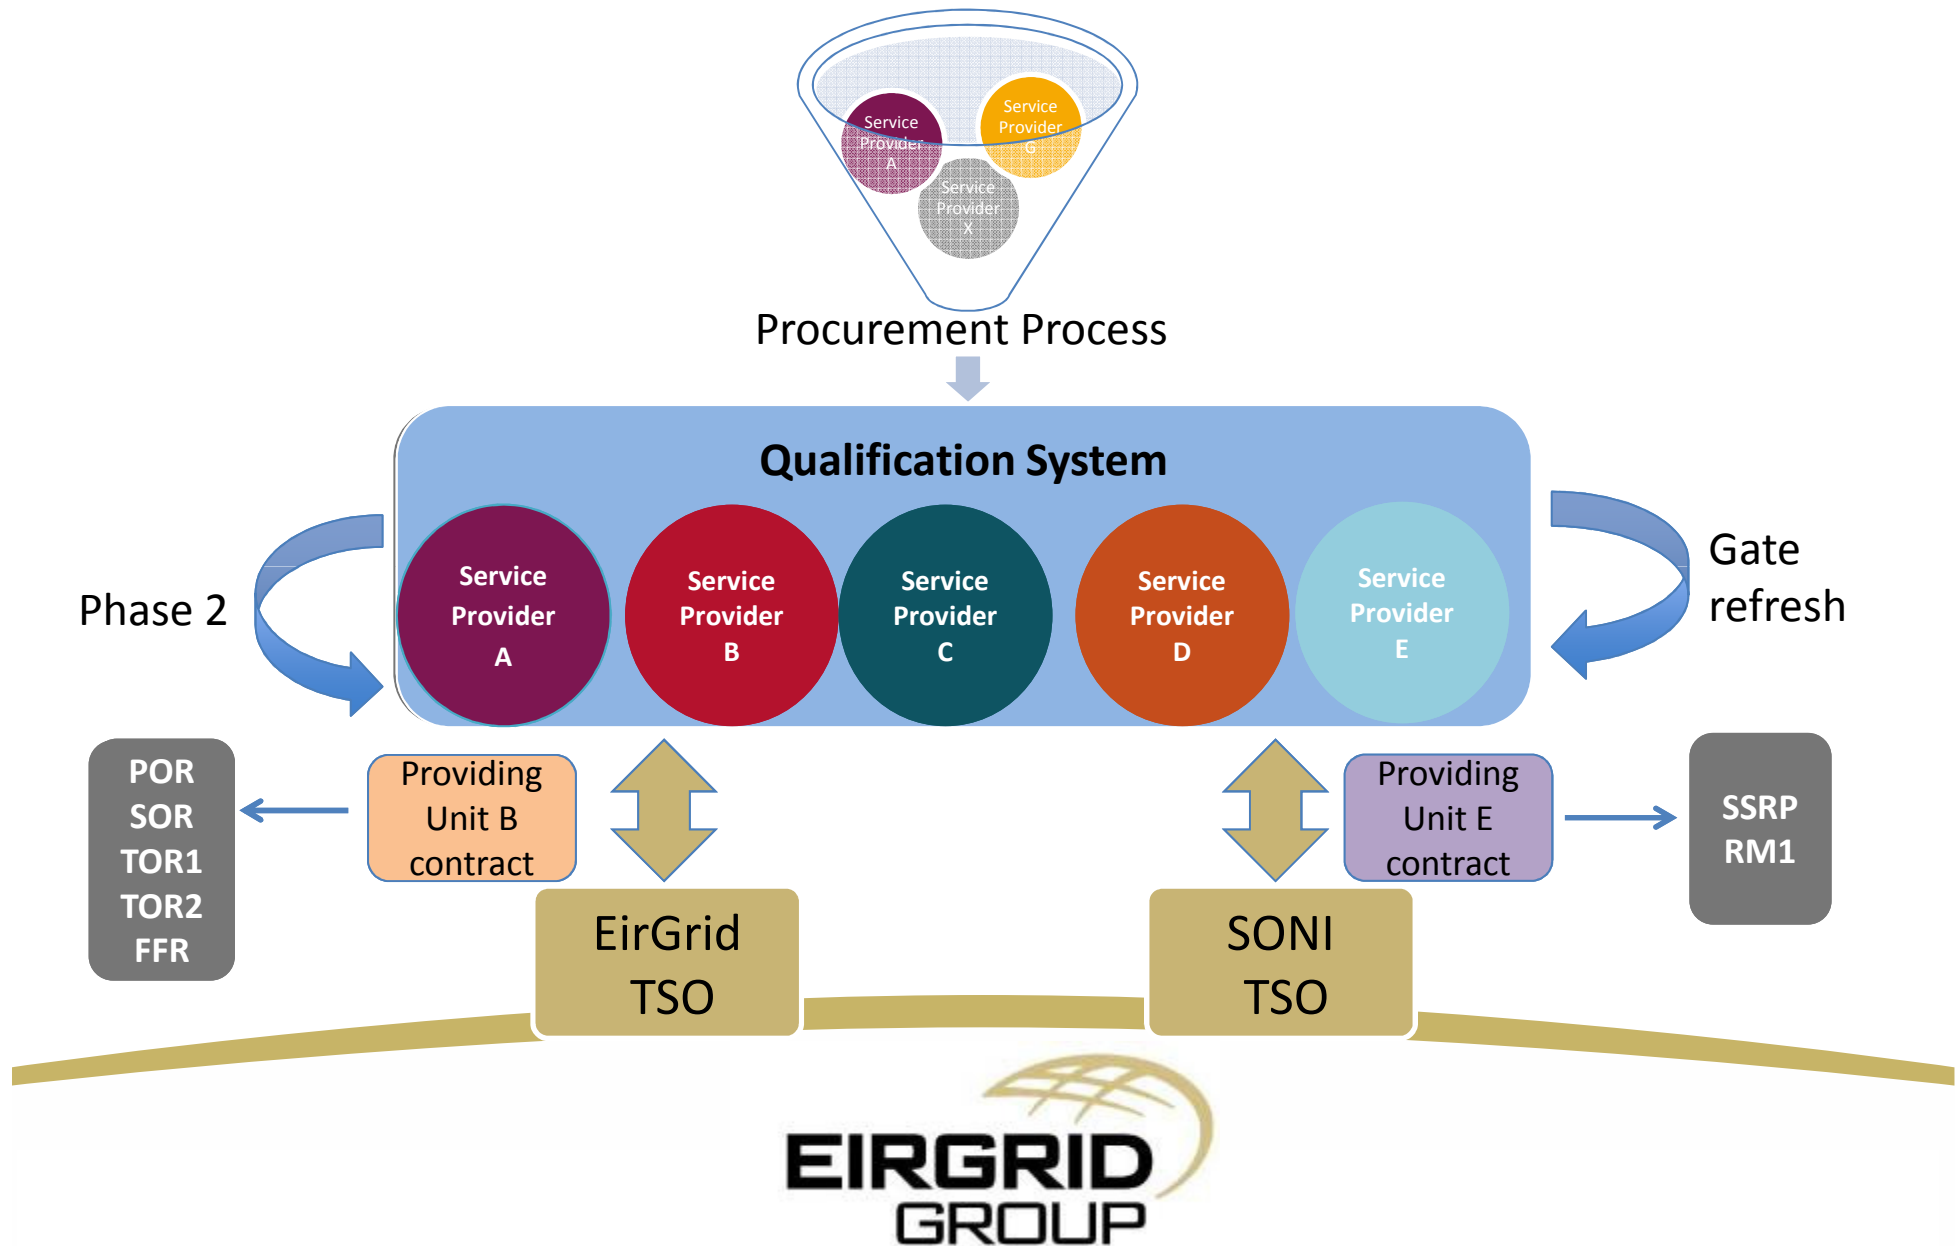 Service
Provider
A
Service
Provider
G
Service
Provider
X
Procurement Process
Qualification System
Service
Provider
A
Service
Provider
B
Service
Provider
C
Service
Provider
D
Service
Provider
E
Phase 2
Gate
refresh
POR
SOR
TOR1
TOR2
FFR
Providing
Unit B
contract
Providing
Unit E
contract
SSRP
RM1
EirGrid
TSO
SONI
TSO
EIRGRID
GROUP